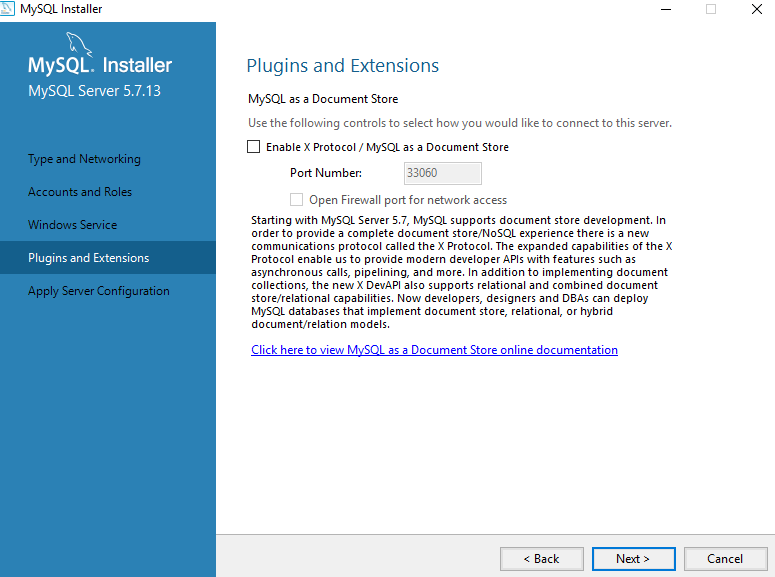 MySQL Installer
MySQL. Installer
MySQL Server 5.7.13
Type and Networking
Accounts and Roles
Windows Service
Plugins and Extensions
Apply Server Configuration
Plugins and Extensions
MySQL as a Document Store
Use the following controls to select how you would like to connect to this server.
Enable X Protocol / MySQL as a Document Store
Port Number: 33060
Open Firewall port for network access
Starting with MySQL Server 5.7, MySQL supports document store development. In
order to provide a complete document store/NoSQL experience there is a new
communications protocol called the X Protocol. The expanded capabilities of the X
Protocol enable us to provide modern developer APIs with features such as
asynchronous calls, pipelining, and more. In addition to implementing document
collections, the new X DevAPI also supports relational and combined document
store/relational capabilities. Now developers, designers and DBAs can deploy
MySQL databases that implement document store, relational, or hybrid
document/relation models.
Click here to view MySQL as a Document Store online documentation
< Back
Next >
Cancel